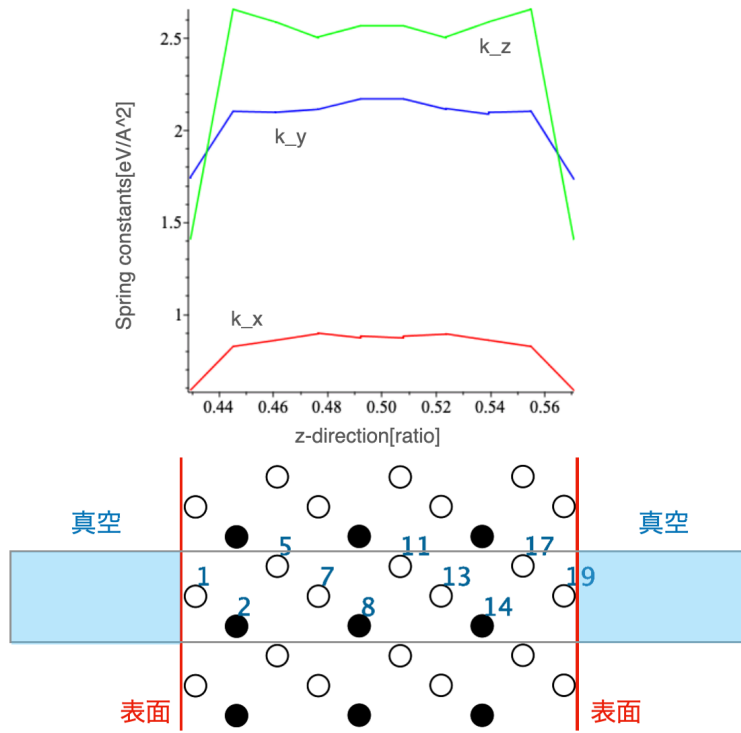 2.5
2
1.5
1
k_z
k_y
k_x
Spring constants[eV/A^2]
0.44 0.46 0.48 0.50 0.52 0.54 0.56
z-direction[ratio]
真空 真空
5 11 17
1 7 13 19
2 8 14
表面 表面